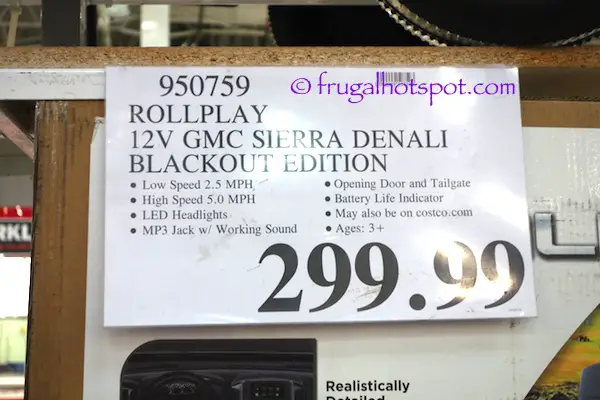 950759
© frugalhotspot.com
ROLLPLAY
12V GMC SIERRA DENALI
BLACKOUT EDITION
• Low Speed 2.5 MPH
• High Speed 5.0 MPH
• LED Headlights
• MP3 Jack w/ Working Sound
• Opening Door and Tailgate
• Battery Life Indicator
• May also be on costco.com
• Ages: 3+
299.99
RKL
Realistically
Detailed